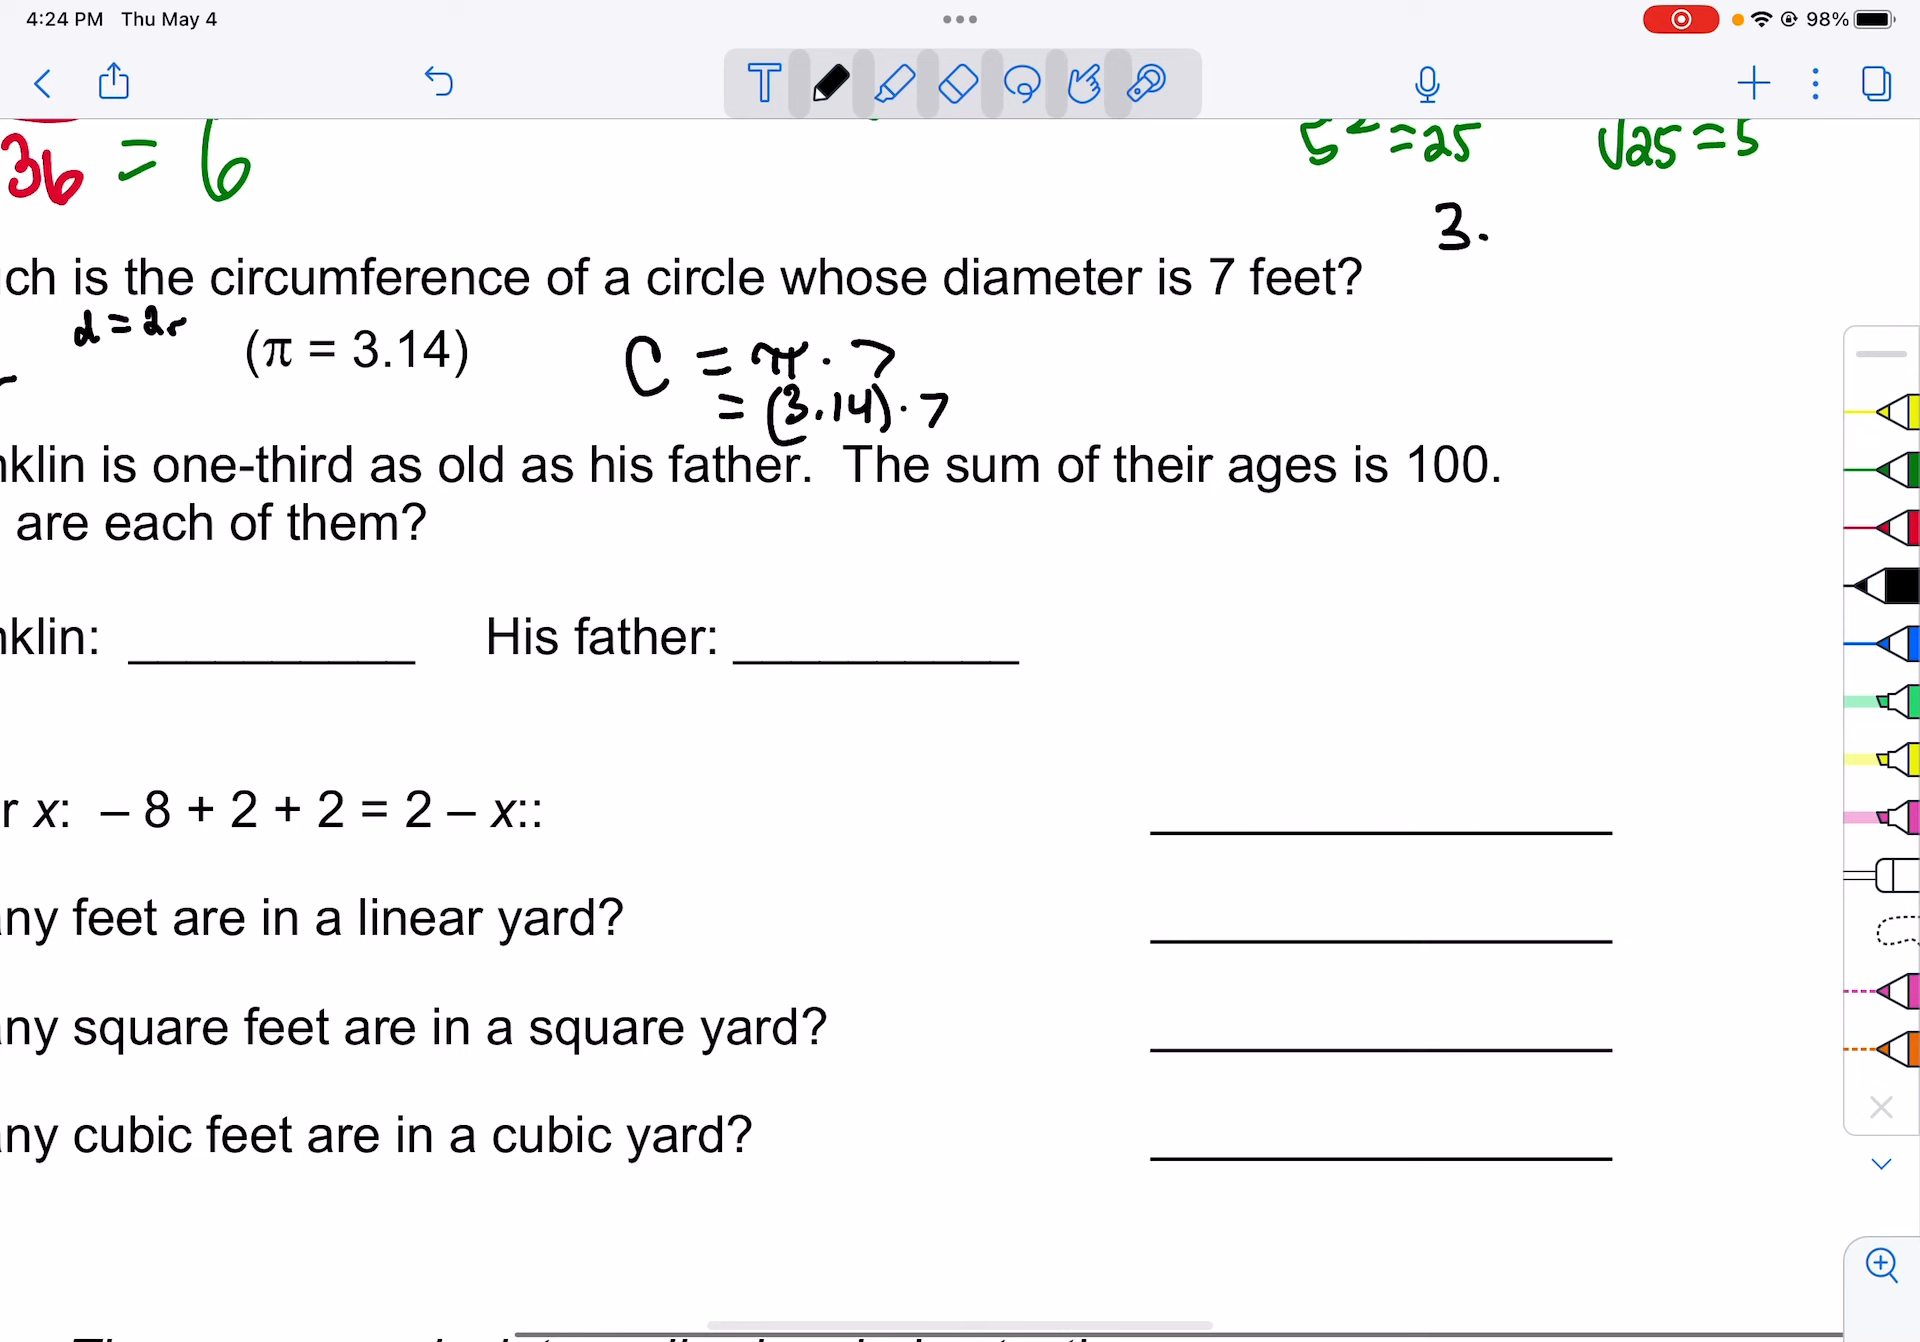 4:24 PM Thu May 4 98%
36 = 6 5² = 25 √25 = 5
3.
ch is the circumference of a circle whose diameter is 7 feet?
d = 2r
(π = 3.14) C = π · 7
= (3.14) · 7
nklin is one-third as old as his father. The sum of their ages is 100.
are each of them?
nklin: __________ His father: __________
r x: – 8 + 2 + 2 = 2 – x::
ny feet are in a linear yard?
ny square feet are in a square yard?
ny cubic feet are in a cubic yard?